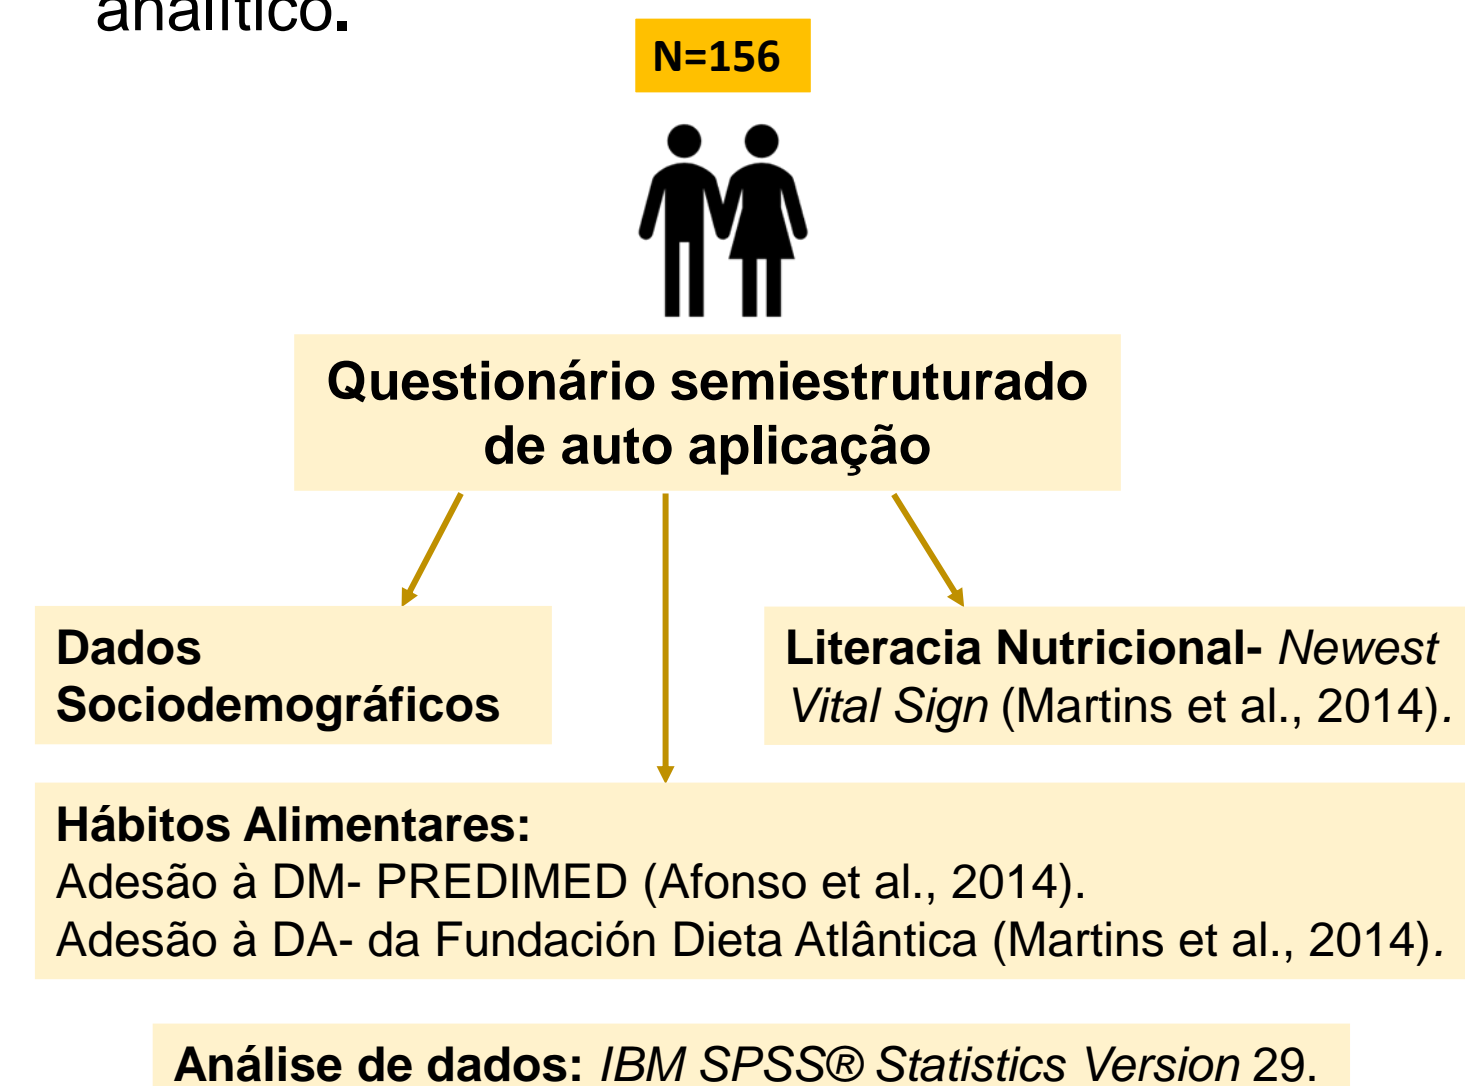 analítico.
N=156
Questionário semiestruturado
de auto aplicação
Dados
Sociodemográficos
Literacia Nutricional- Newest
Vital Sign (Martins et al., 2014).
Hábitos Alimentares:
Adesão à DM- PREDIMED (Afonso et al., 2014).
Adesão à DA- da Fundación Dieta Atlântica (Martins et al., 2014).
Análise de dados: IBM SPSS® Statistics Version 29.